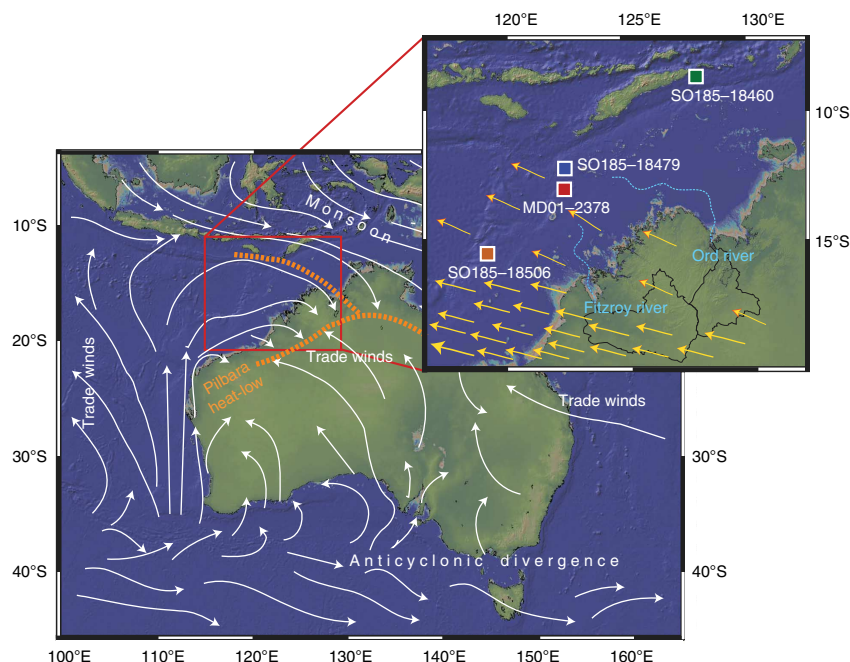 120°E
125°E
130°E
SO185–18460
10°S
SO185–18479
MD01–2378
15°S
Ord river
SO185–18506
Fitzroy river
10°S
Monsoon
20°S
Trade winds
Pilbara
heat-low
Trade winds
Trade winds
30°S
30°S
Anticyclonic divergence
40°S
40°S
100°E
110°E
120°E
130°E
140°E
150°E
160°E